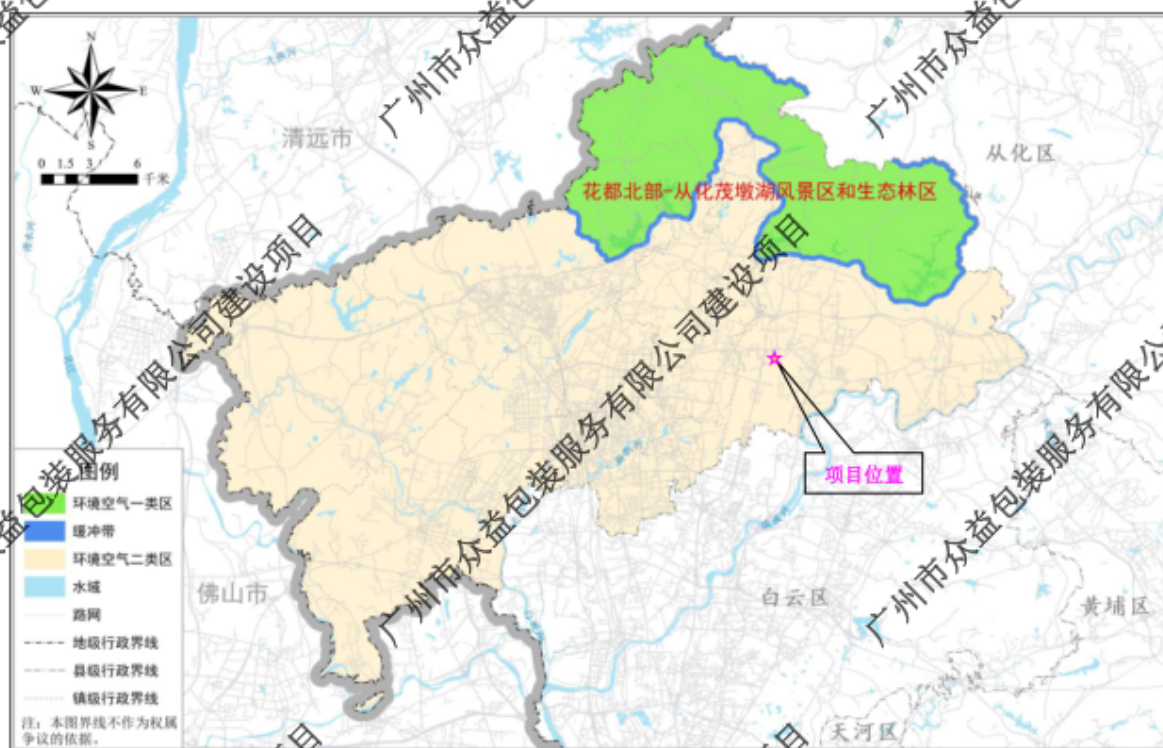 N
W
E
S
0 1.5 3 6
千米
清远市
从化区
花都北部-从化茂墩湖风景区和生态林区
项目位置
佛山市
白云区
黄埔区
天河区
图例
环境空气一类区
缓冲带
环境空气二类区
水域
路网
地级行政界线
县级行政界线
镇级行政界线
注：本图界线不作为权属
争议的依据。
广州市众益包
广州市众益包
广州市众益包装服务有限公司建设项目
广州市众益包装服务有限公司建设项目
广州市众益包装服务有限公
益包装服务有限公司建设项目